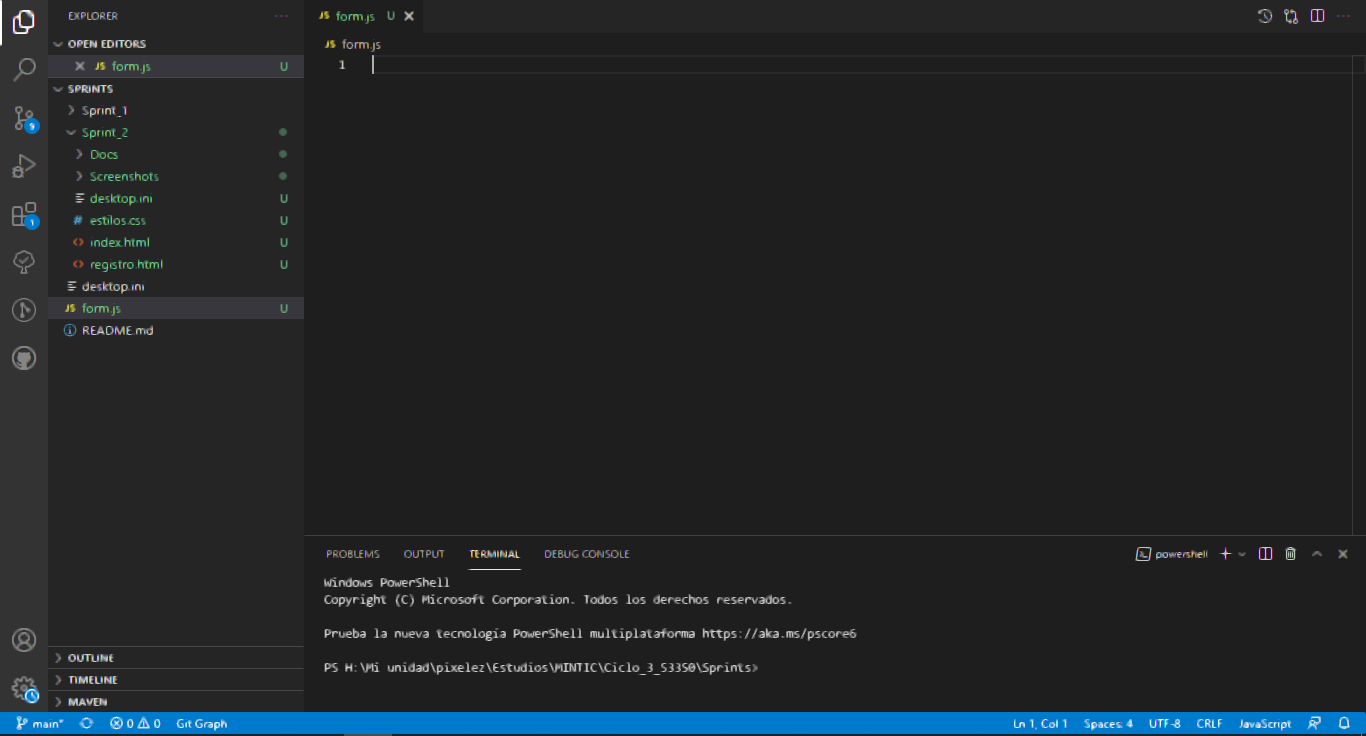 EXPLORER
OPEN EDITORS
JS form.js U
SPRINTS
Sprint_1
Sprint_2
Docs
Screenshots
desktop.ini U
# estilos.css U
<> index.html U
<> registro.html U
desktop.ini
JS form.js U
README.md
OUTLINE
TIMELINE
MAVEN
9
1
JS form.js U
JS form.js
1
PROBLEMS OUTPUT TERMINAL DEBUG CONSOLE
powershell
Windows PowerShell
Copyright (C) Microsoft Corporation. Todos los derechos reservados.
Prueba la nueva tecnología PowerShell multiplataforma https://aka.ms/pscore6
PS H:\Mi unidad\pixelez\Estudios\MINTIC\Ciclo_3_S3350\Sprints>
main* 0 0 Git Graph
Ln 1, Col 1 Spaces: 4 UTF-8 CRLF JavaScript